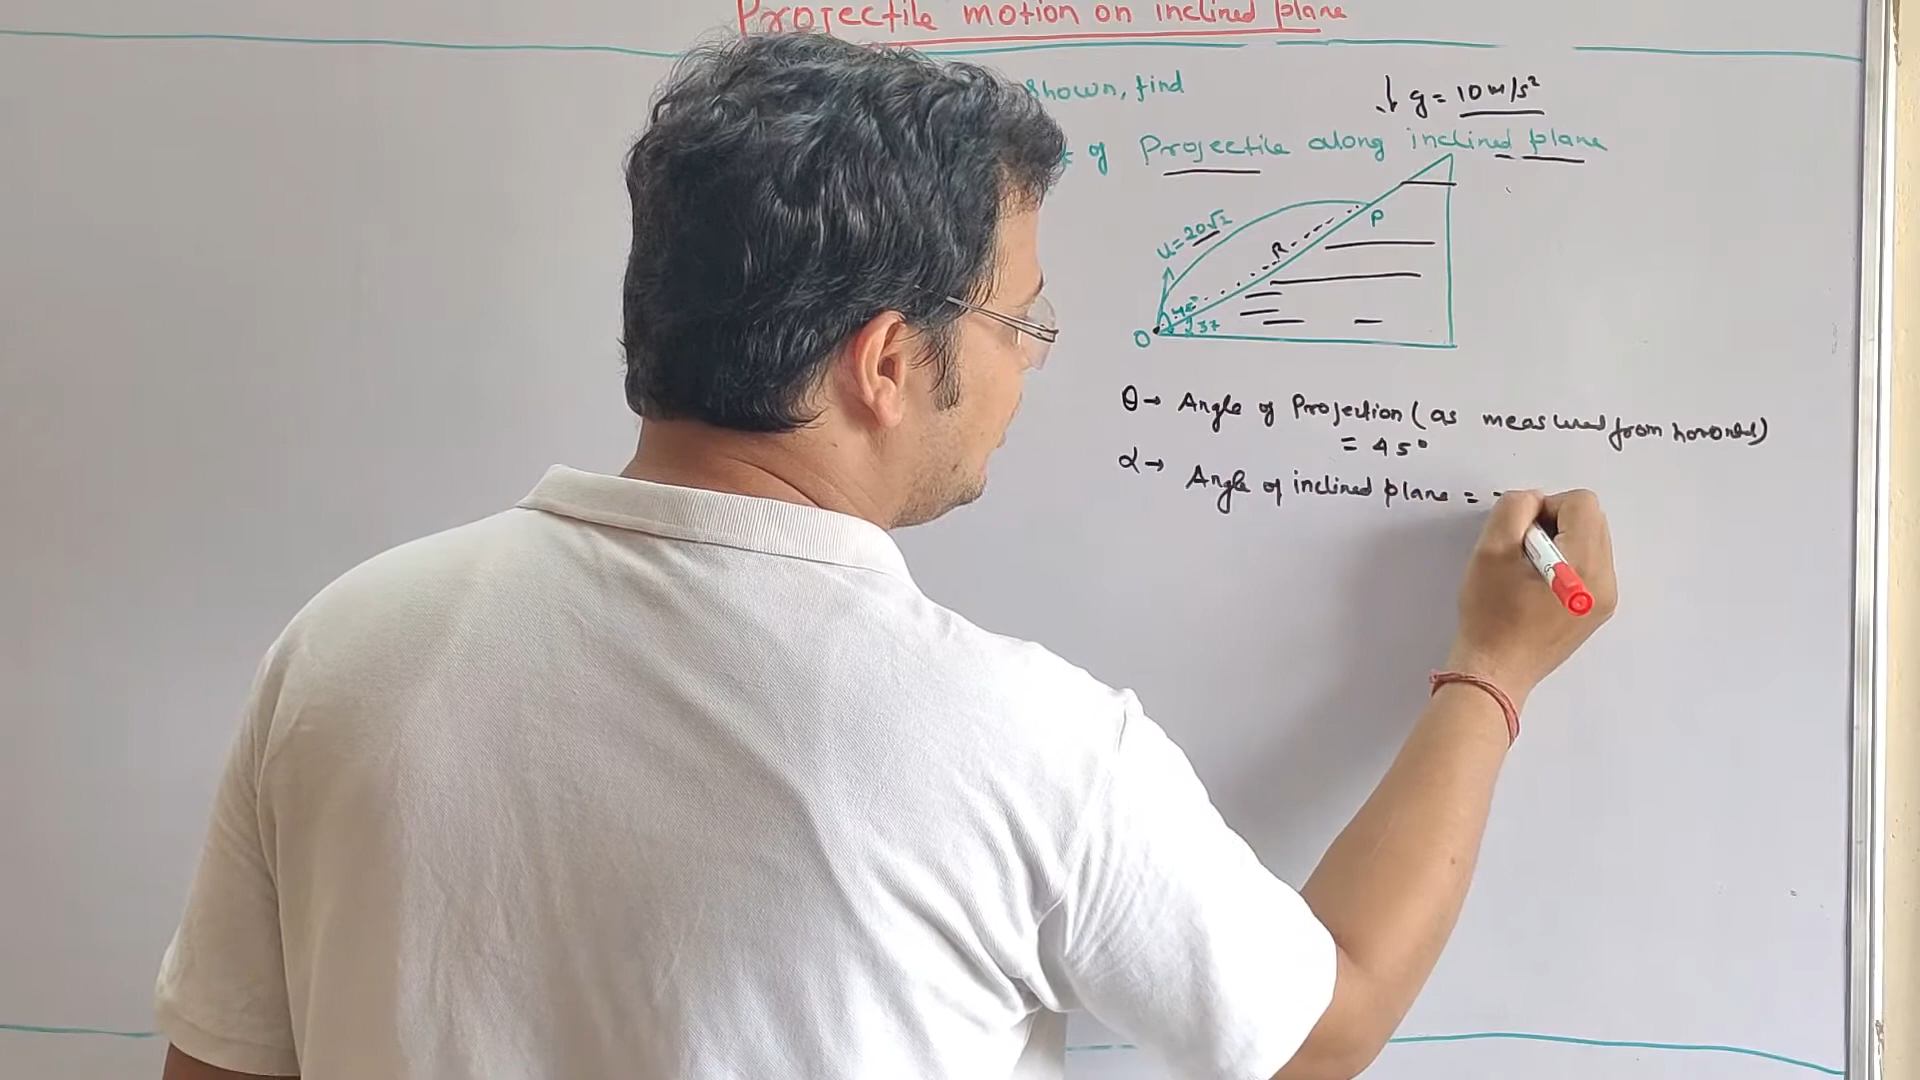 Projectile motion on inclined plane
Shown, find
↓ g = 10 m/s²
of Projectile along inclined plane
u = 20√2
P
R
45°
37
O
θ → Angle of Projection (as measured from
= 45°
α → Angle of inclined plane =